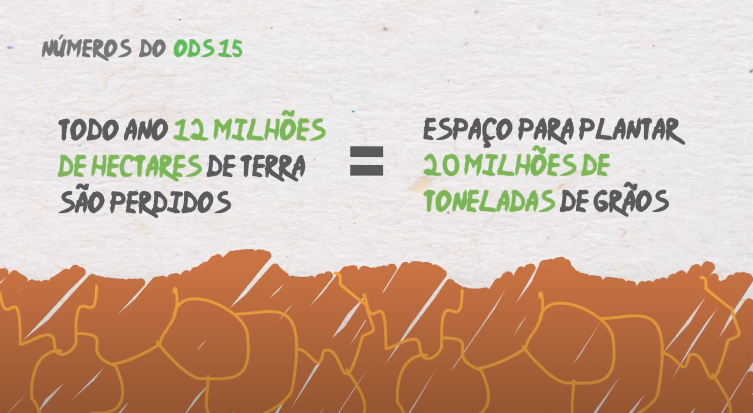 NÚMEROS DO ODS 15
TODO ANO 12 MILHÕES
DE HECTARES DE TERRA
SÃO PERDIDOS
=
ESPAÇO PARA PLANTAR
20 MILHÕES DE
TONELADAS DE GRÃOS